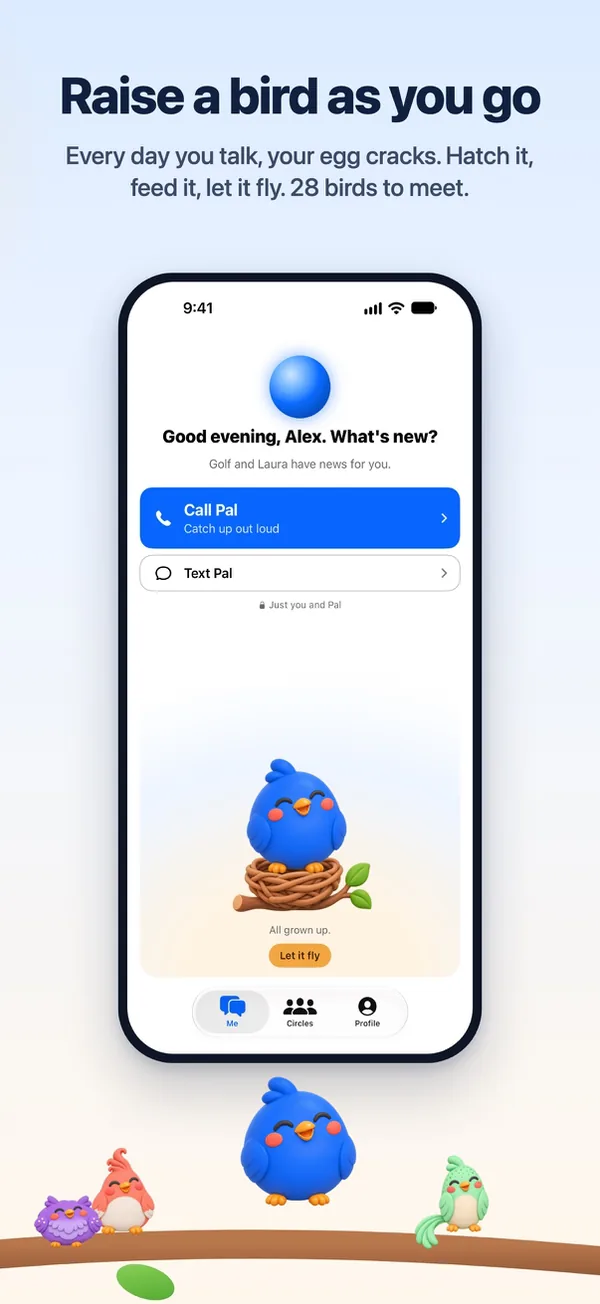 Raise a bird as you go
Every day you talk, your egg cracks. Hatch it,
feed it, let it fly. 28 birds to meet.
9:41
Good evening, Alex. What's new?
Golf and Laura have news for you.
Call Pal
Catch up out loud
Text Pal
Just you and Pal
All grown up.
Let it fly
Me
Circles
Profile